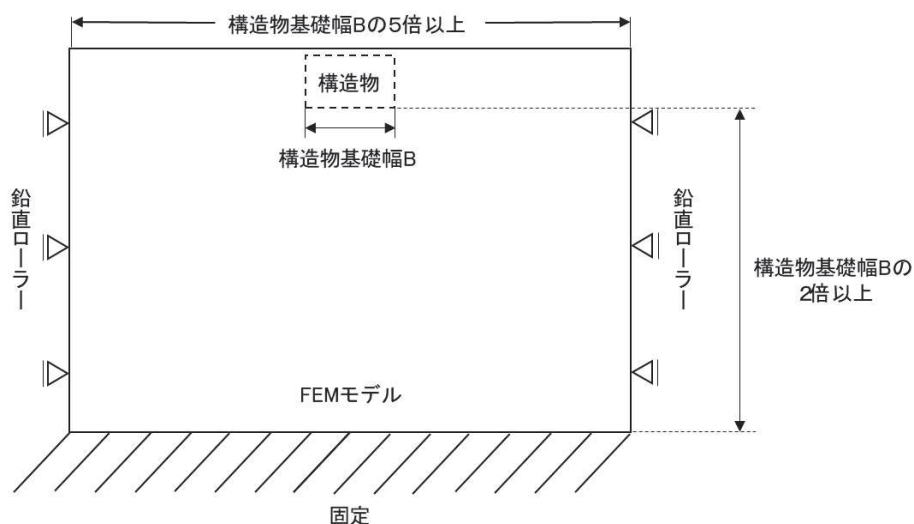 構造物基礎幅Bの5倍以上
構造物
構造物基礎幅B
鉛直ローラー
鉛直ローラー
構造物基礎幅Bの
2倍以上
FEMモデル
固定